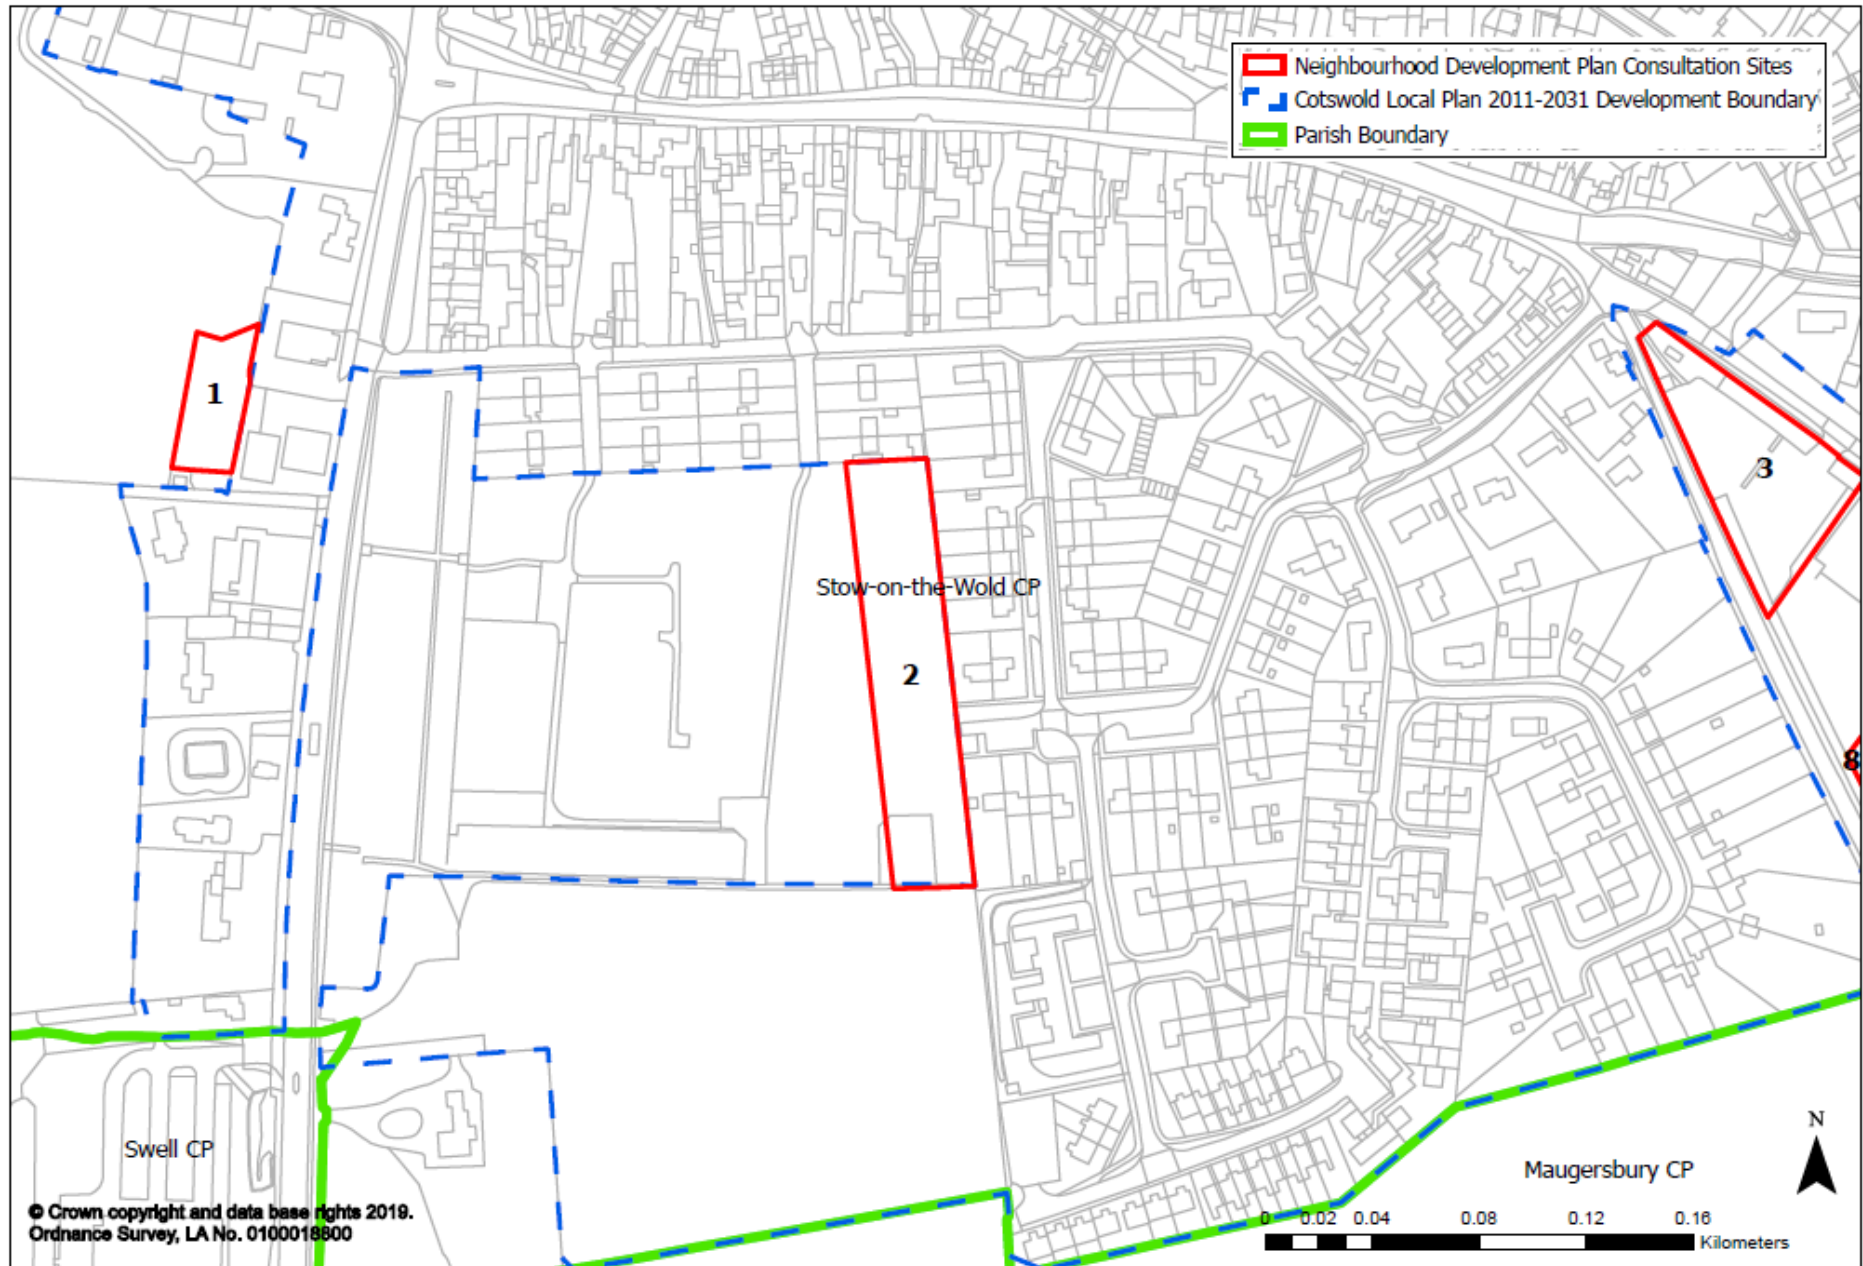 Neighbourhood Development Plan Consultation Sites
Cotswold Local Plan 2011-2031 Development Boundary
Parish Boundary
1
3
Stow-on-the-Wold CP
2
8
N
Swell CP
Maugersbury CP
© Crown copyright and data base rights 2019.
Ordnance Survey, LA No. 0100018800
0 0.02 0.04 0.08 0.12 0.16
Kilometers